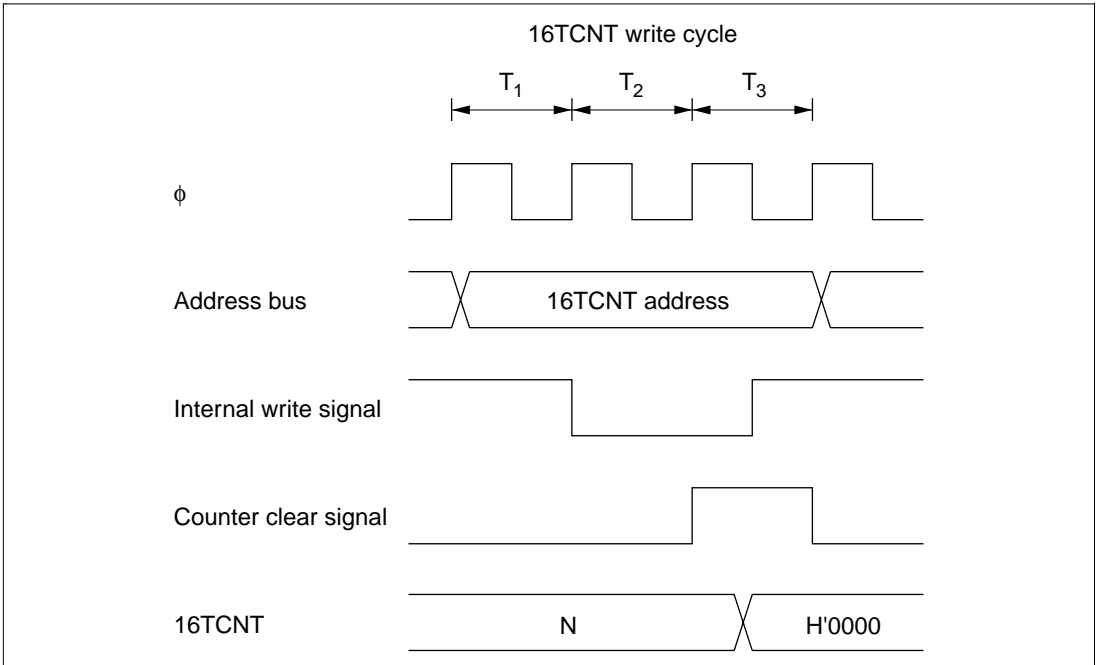 16TCNT write cycle
T₁ T₂ T₃
ϕ
Address bus 16TCNT address
Internal write signal
Counter clear signal
16TCNT N H'0000